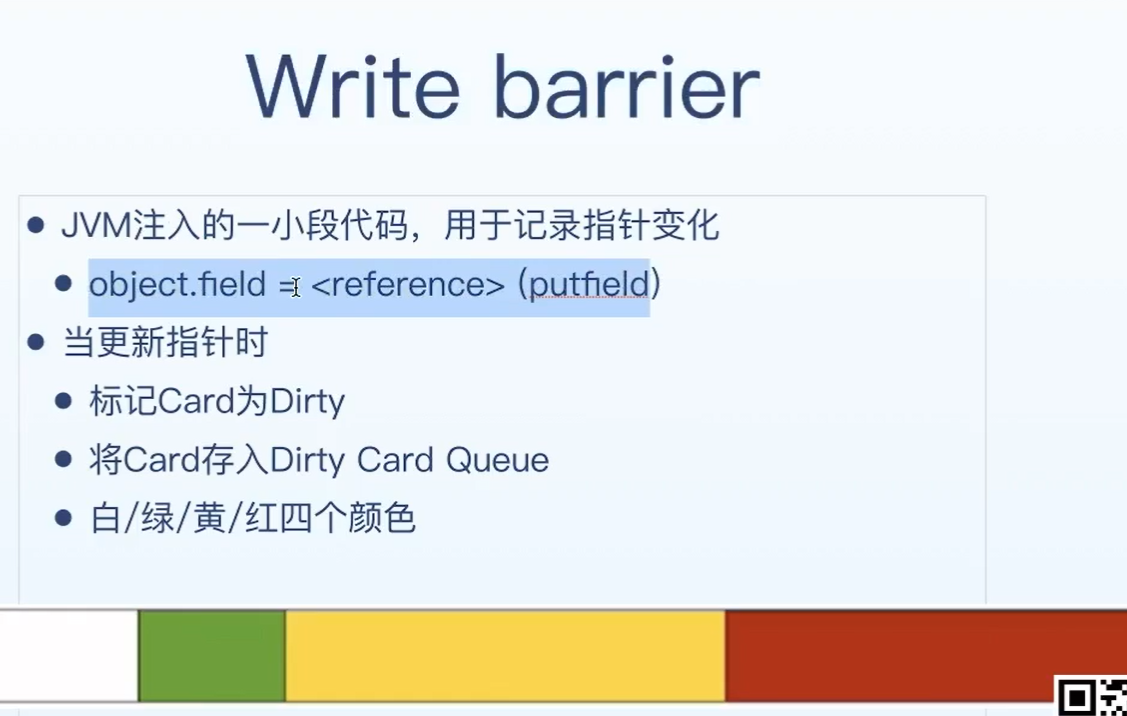 Write barrier
JVM注入的一小段代码，用于记录指针变化
object.field = <reference> (putfield)
当更新指针时
标记Card为Dirty
将Card存入Dirty Card Queue
白/绿/黄/红四个颜色